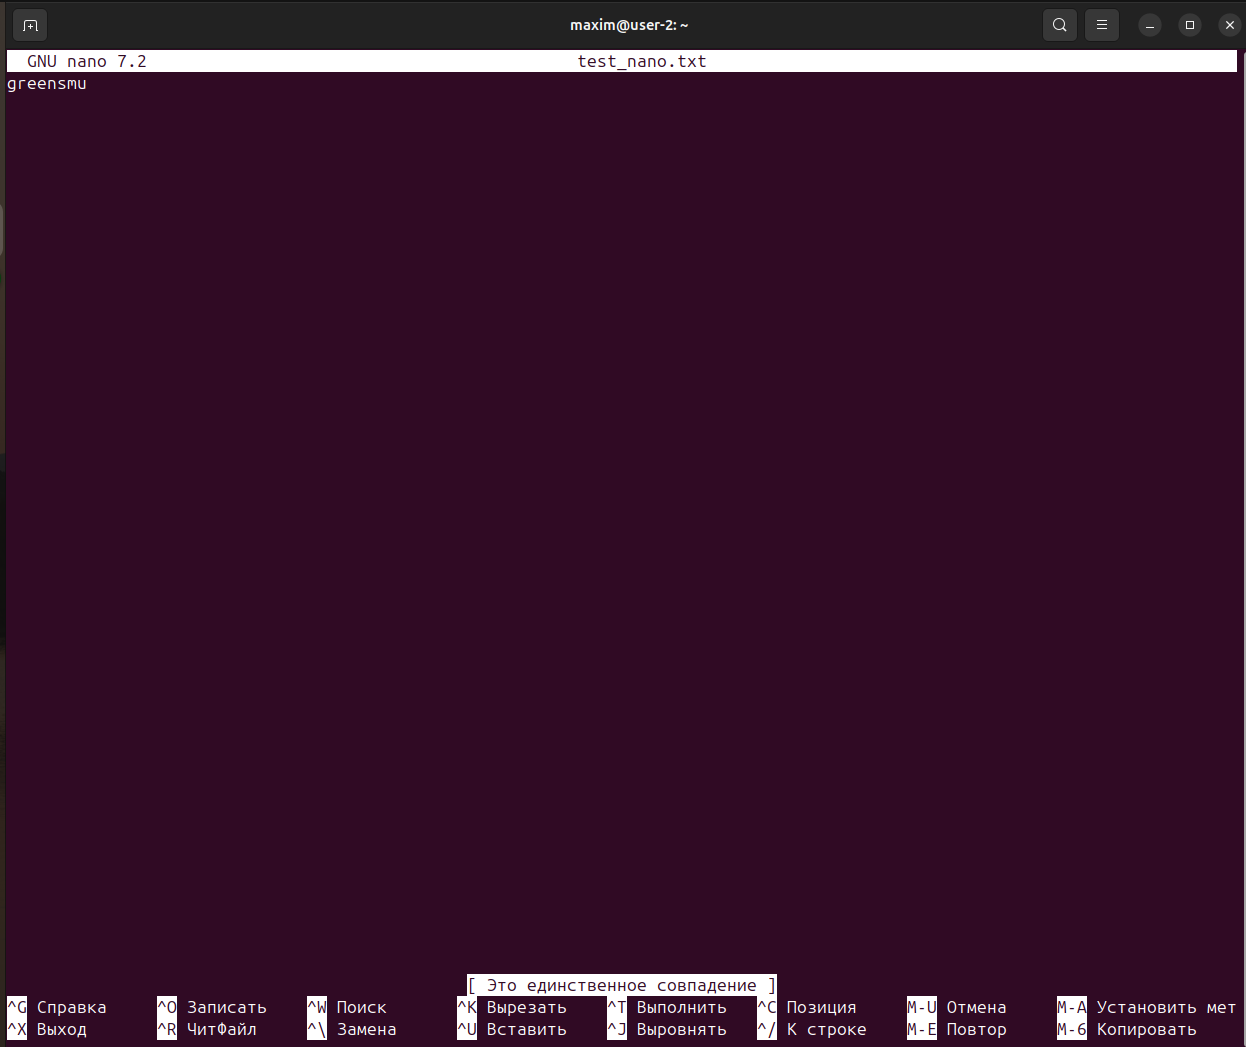 maxim@user-2: ~
GNU nano 7.2 test_nano.txt
greensmu
[ Это единственное совпадение ]
^G Справка ^O Записать ^W Поиск ^K Вырезать ^T Выполнить ^C Позиция M-U Отмена M-A Установить мет
^X Выход ^R ЧитФайл ^\ Замена ^U Вставить ^J Выровнять ^/ К строке M-E Повтор M-6 Копировать